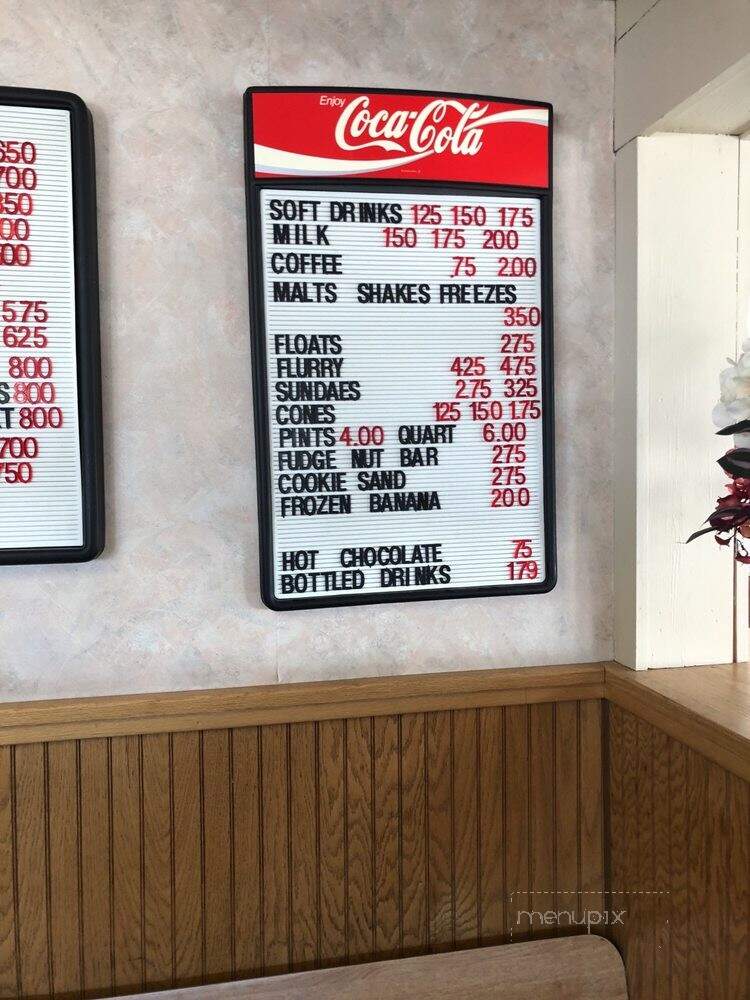 650
700
350
00
00
575
625
800
S 800
T 800
700
750
Enjoy
Coca-Cola
SOFT DRINKS 125 150 175
MILK 150 175 200
COFFEE .75 2.00
MALTS SHAKES FREEZES
350
FLOATS 275
FLURRY 425 475
SUNDAES 2.75 325
CONES 125 150 1.75
PINTS 4.00 QUART 6.00
FUDGE NUT BAR 275
COOKIE SAND 275
FROZEN BANANA 200
HOT CHOCOLATE 75
BOTTLED DRINKS 179
menupix